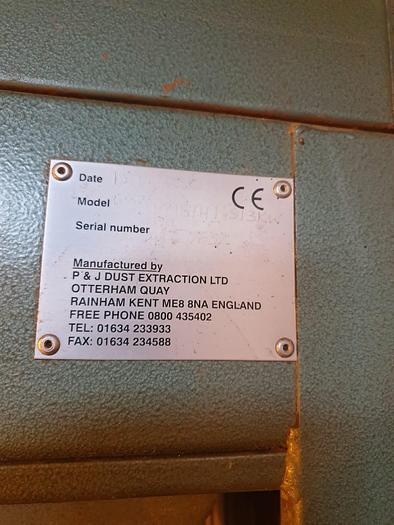 Date
CE
Model
Serial number
Manufactured by
P & J DUST EXTRACTION LTD
OTTERHAM QUAY
RAINHAM KENT ME8 8NA ENGLAND
FREE PHONE 0800 435402
TEL: 01634 233933
FAX: 01634 234588